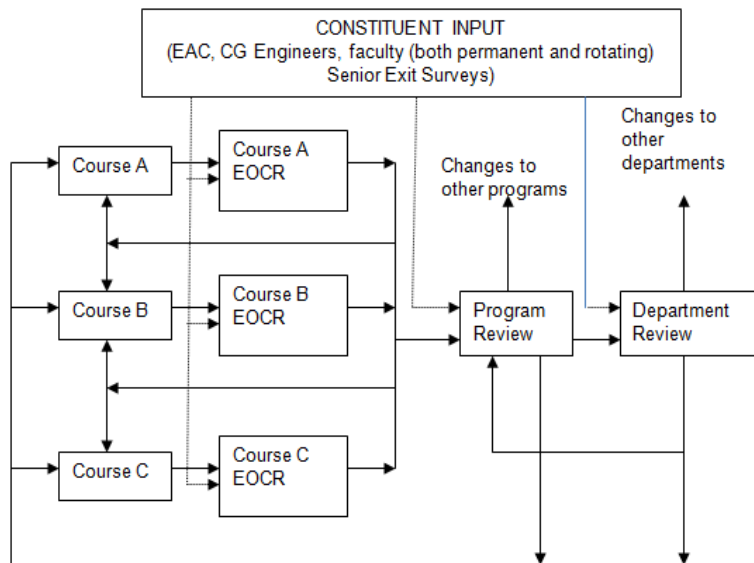 CONSTITUENT INPUT
(EAC, CG Engineers, faculty (both permanent and rotating)
Senior Exit Surveys)
Changes to
other
departments
Course A
Course A
EOCR
Changes to
other programs
Course B
Course B
EOCR
Program
Review
Department
Review
Course C
Course C
EOCR